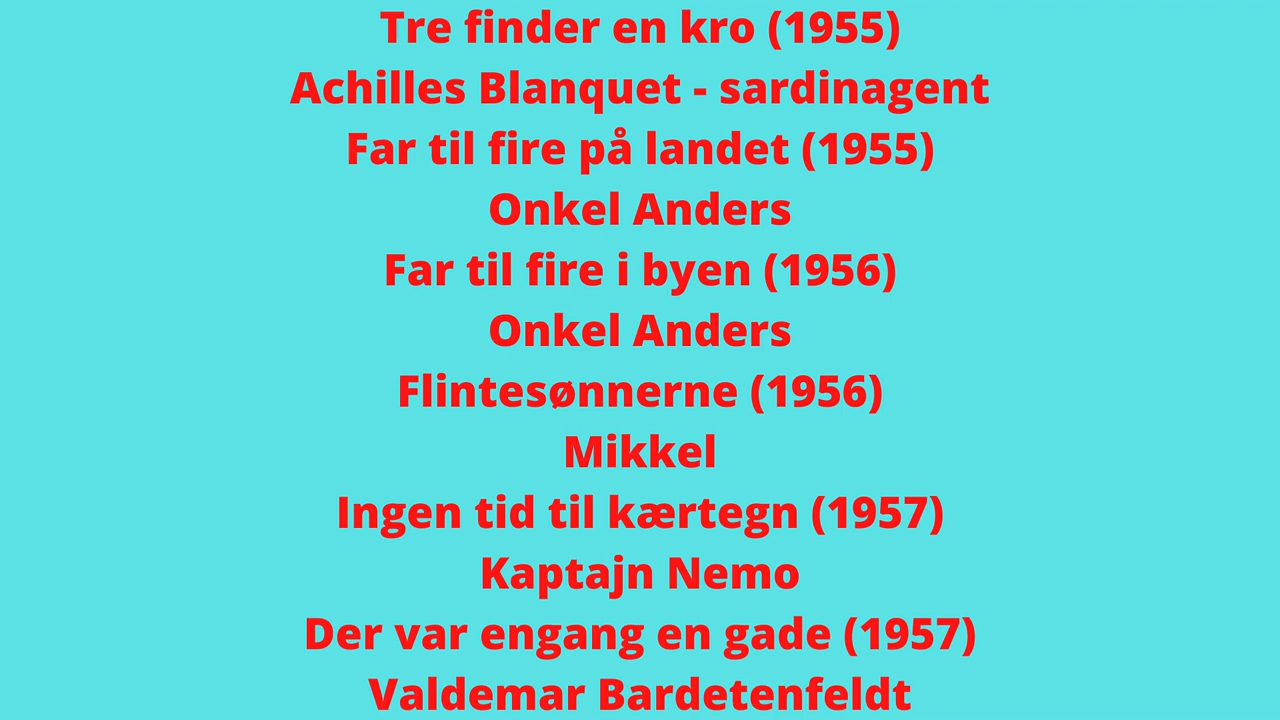 Tre finder en kro (1955)
Achilles Blanquet - sardinagent
Far til fire på landet (1955)
Onkel Anders
Far til fire i byen (1956)
Onkel Anders
Flintesønnerne (1956)
Mikkel
Ingen tid til kærtegn (1957)
Kaptajn Nemo
Der var engang en gade (1957)
Valdemar Bardetenfeldt